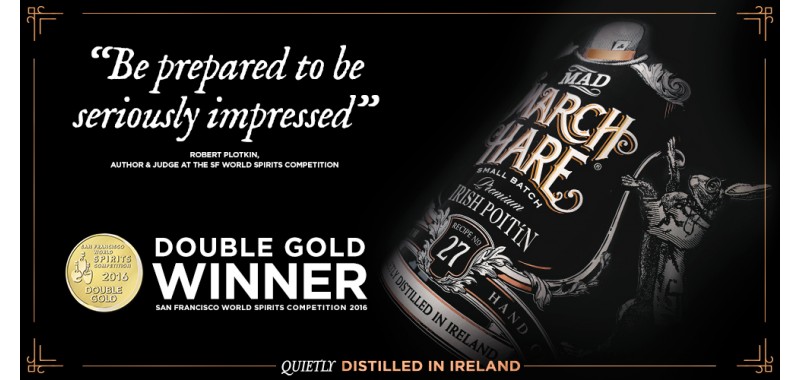 “Be prepared to be
seriously impressed”
ROBERT PLOTKIN,
AUTHOR & JUDGE AT THE SF WORLD SPIRITS COMPETITION
SAN FRANCISCO
WORLD
SPIRITS
COMPETITION
2016
DOUBLE
GOLD
DOUBLE GOLD
WINNER
SAN FRANCISCO WORLD SPIRITS COMPETITION 2016
MAD
MARCH
HARE®
SMALL BATCH
Premium
IRISH POITÍN
RECIPE No
27
DISTILLED IN IRELAND
HAND
QUIETLY DISTILLED IN IRELAND